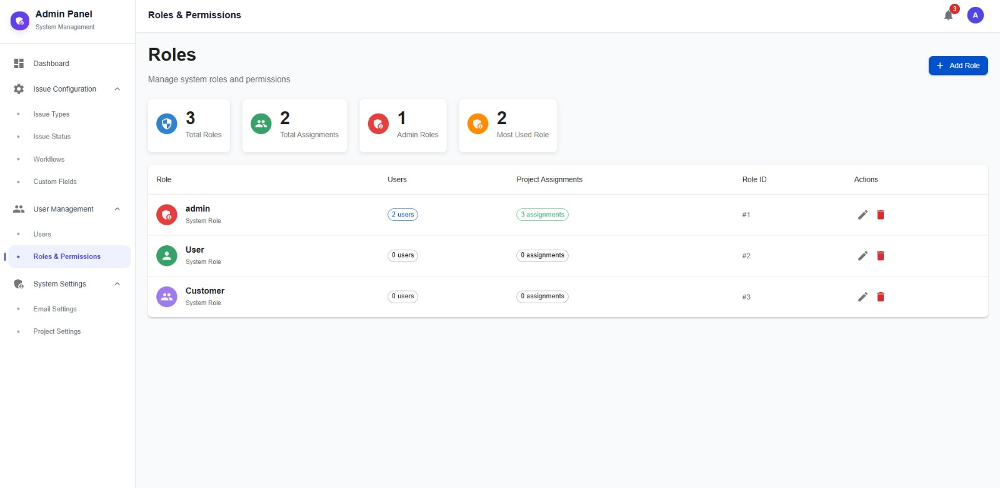 Admin Panel
System Management
Roles & Permissions
3
A
Dashboard
Issue Configuration
Issue Types
Issue Status
Workflows
Custom Fields
User Management
Users
Roles & Permissions
System Settings
Email Settings
Project Settings
Roles
Manage system roles and permissions
Add Role
3
Total Roles
2
Total Assignments
1
Admin Roles
2
Most Used Role
Role Users Project Assignments Role ID Actions
admin
System Role
2 users
3 assignments
#1
User
System Role
0 users
0 assignments
#2
Customer
System Role
0 users
0 assignments
#3